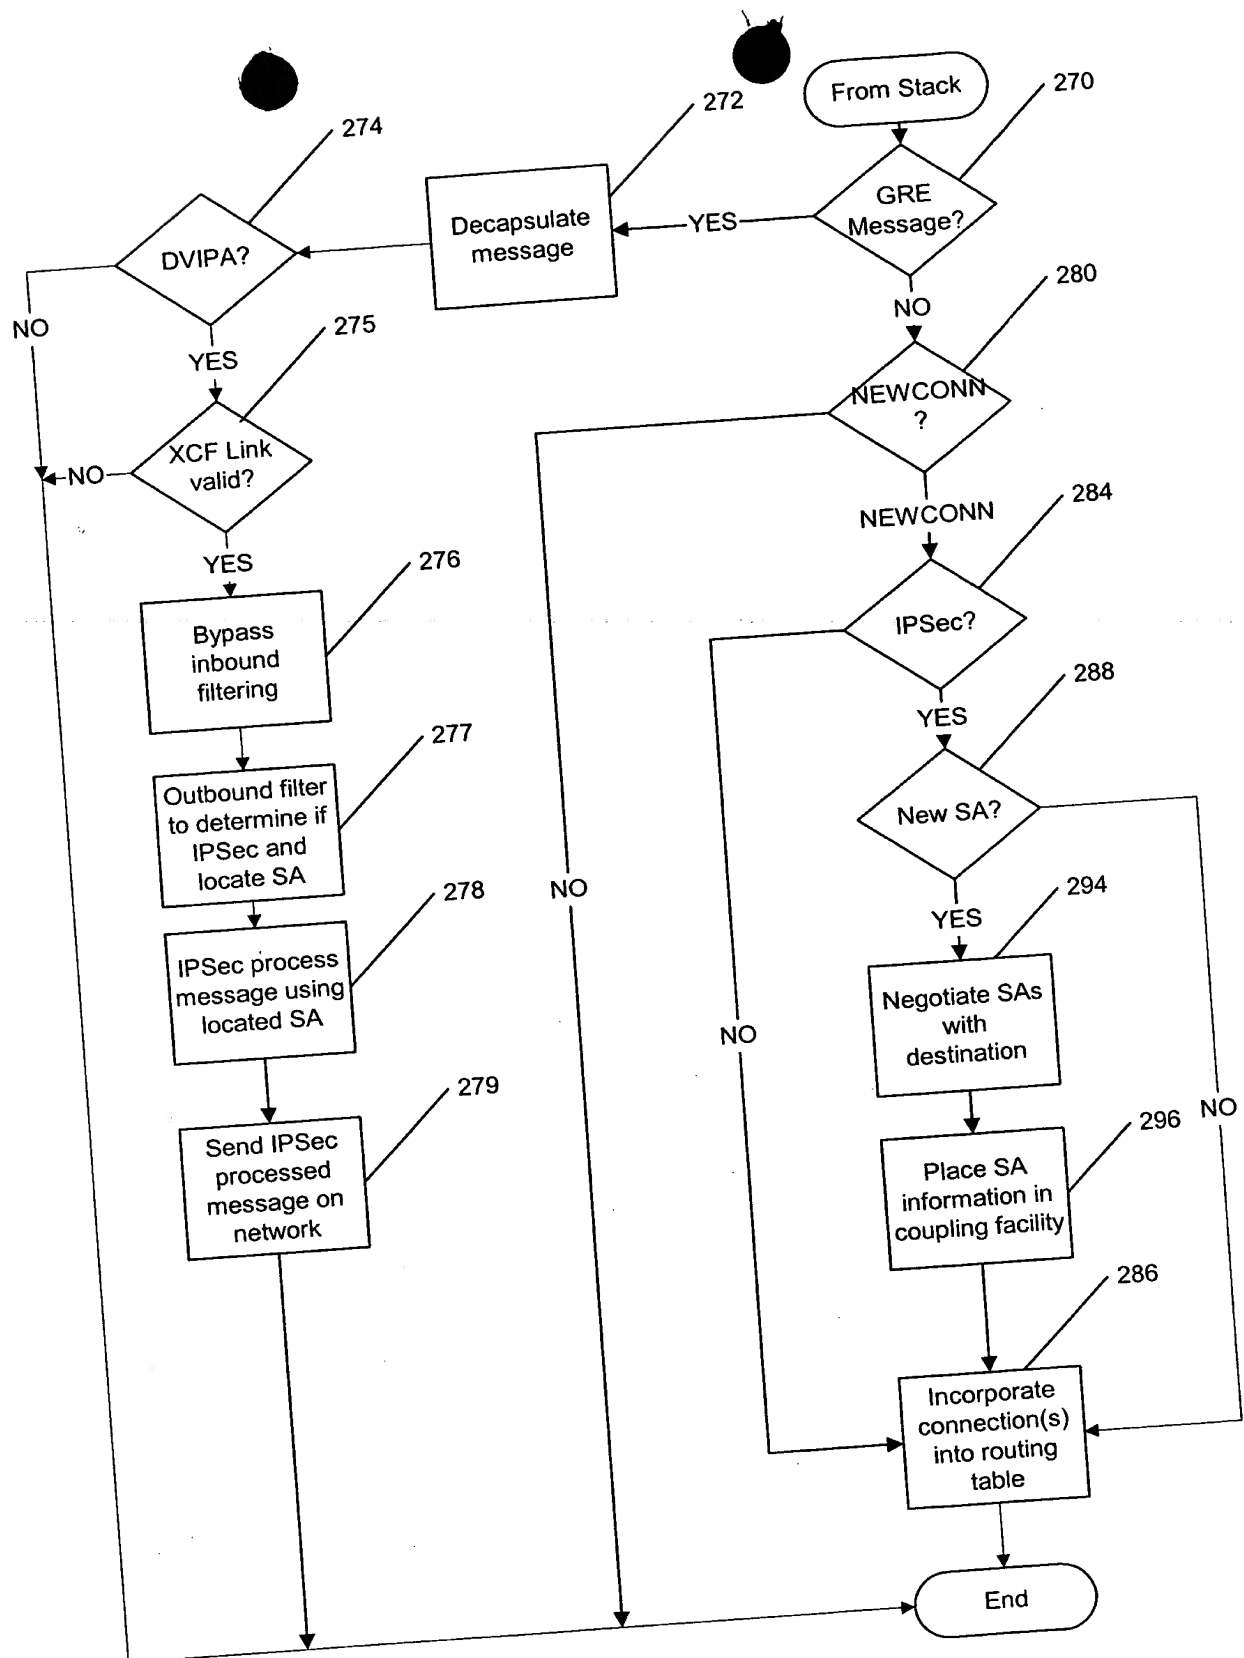 From Stack
270
GRE
Message?
YES
272
Decapsulate
message
274
DVIPA?
NO
YES
275
XCF Link
valid?
NO
YES
276
Bypass
inbound
filtering
277
Outbound filter
to determine if
IPSec and
locate SA
278
IPSec process
message using
located SA
279
Send IPSec
processed
message on
network
NO
280
NEWCONN
?
NO
NEWCONN
284
IPSec?
NO
YES
288
New SA?
NO
YES
294
Negotiate SAs
with
destination
296
Place SA
information in
coupling facility
286
Incorporate
connection(s)
into routing
table
End